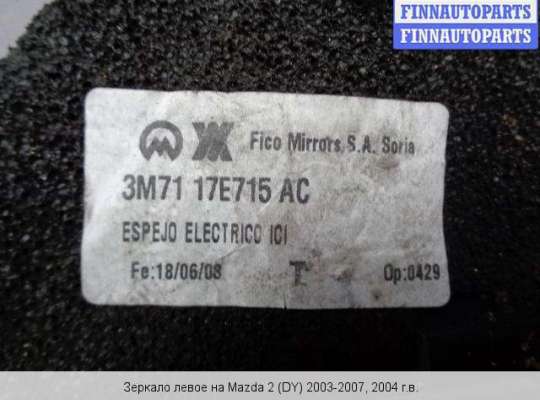 FINNAUTOPARTS
FINNAUTOPARTS
Fico Mirrors, S.A. Soria
3M71 17E715 AC
ESPEJO ELECTRICO ICI
Fe:18/06/08 T Op:0429
Зеркало левое на Mazda 2 (DY) 2003-2007, 2004 г.в.